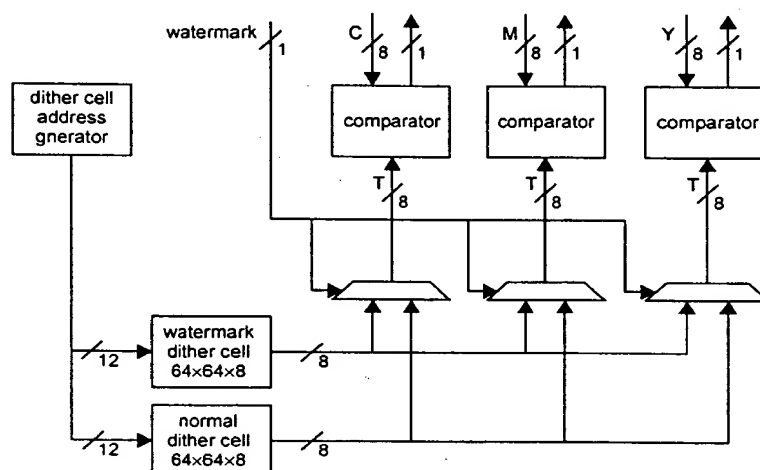 watermark 1 C 8 1 M 8 1 Y 8 1
dither cell
address
gnerator
comparator comparator comparator
T 8 T 8 T 8
watermark
dither cell
64×64×8
12 8
normal
dither cell
64×64×8
12 8